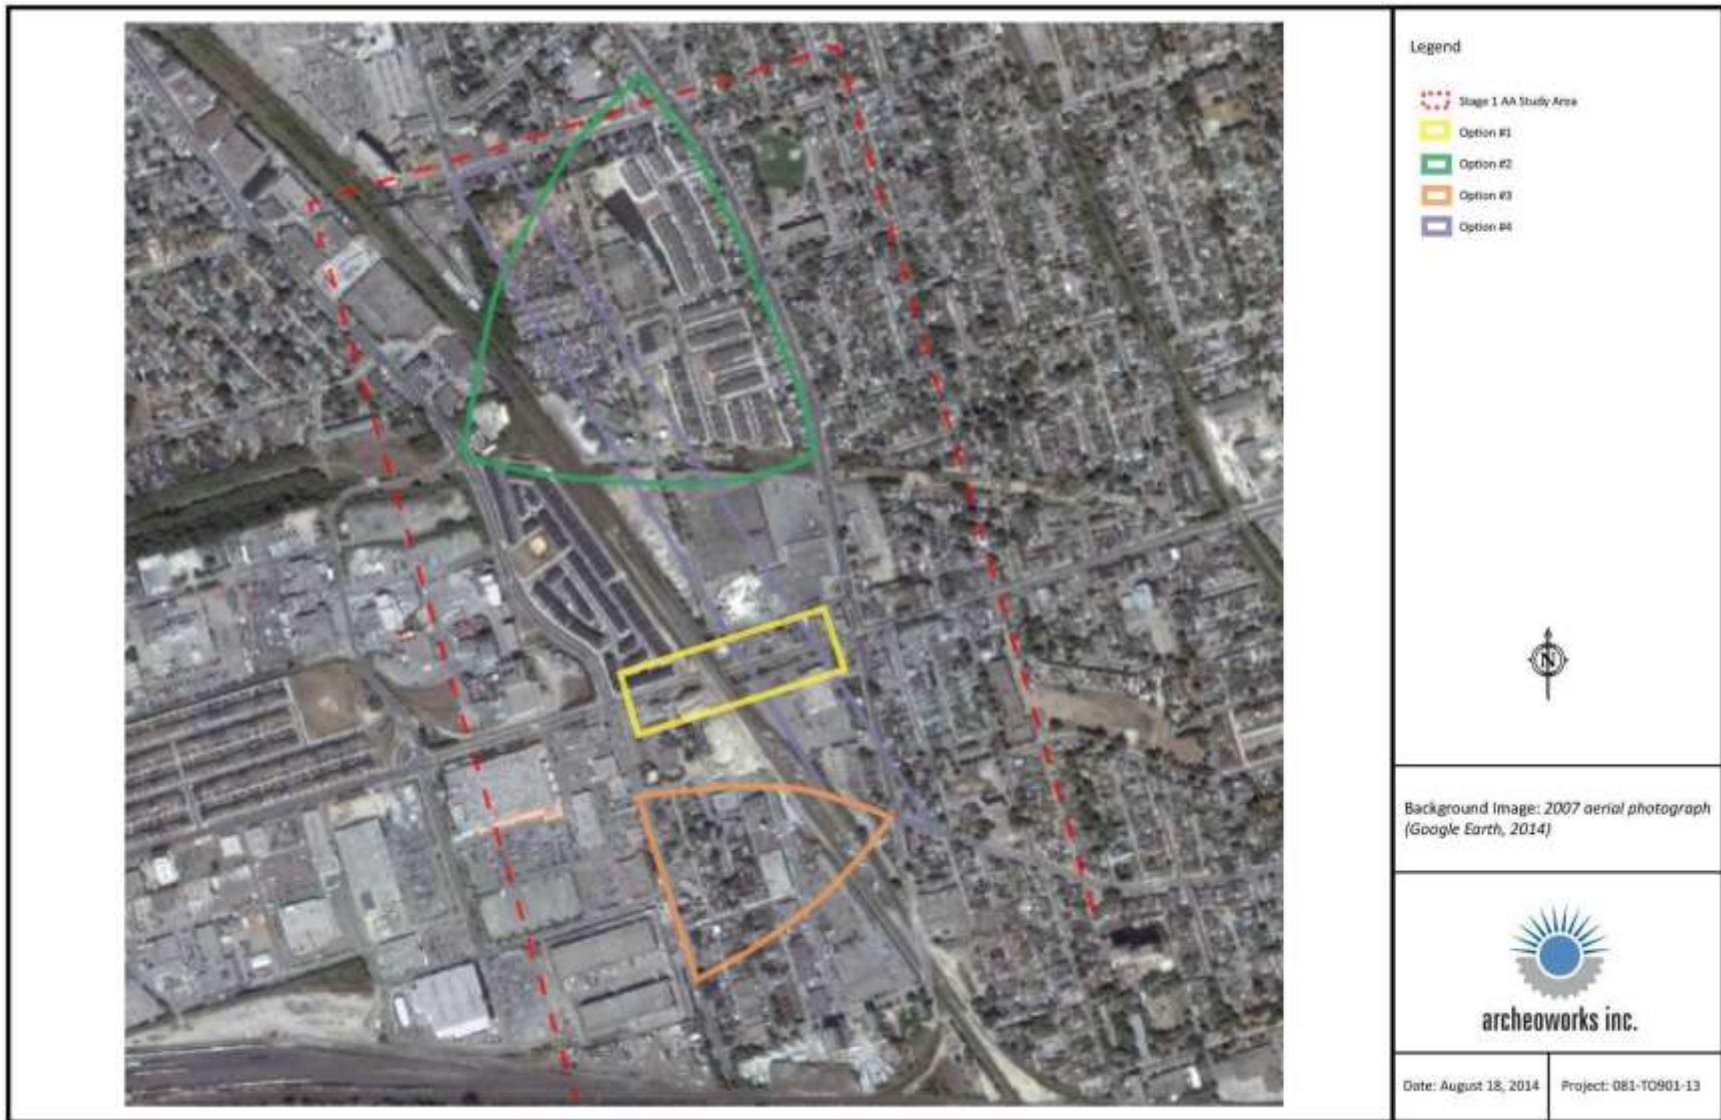 Legend
Stage 1 AA Study Area
Option #1
Option #2
Option #3
Option #4
N
Background Image: 2007 aerial photograph
(Google Earth, 2014)
archeoworks inc.
Date: August 18, 2014
Project: 081-TO901-13